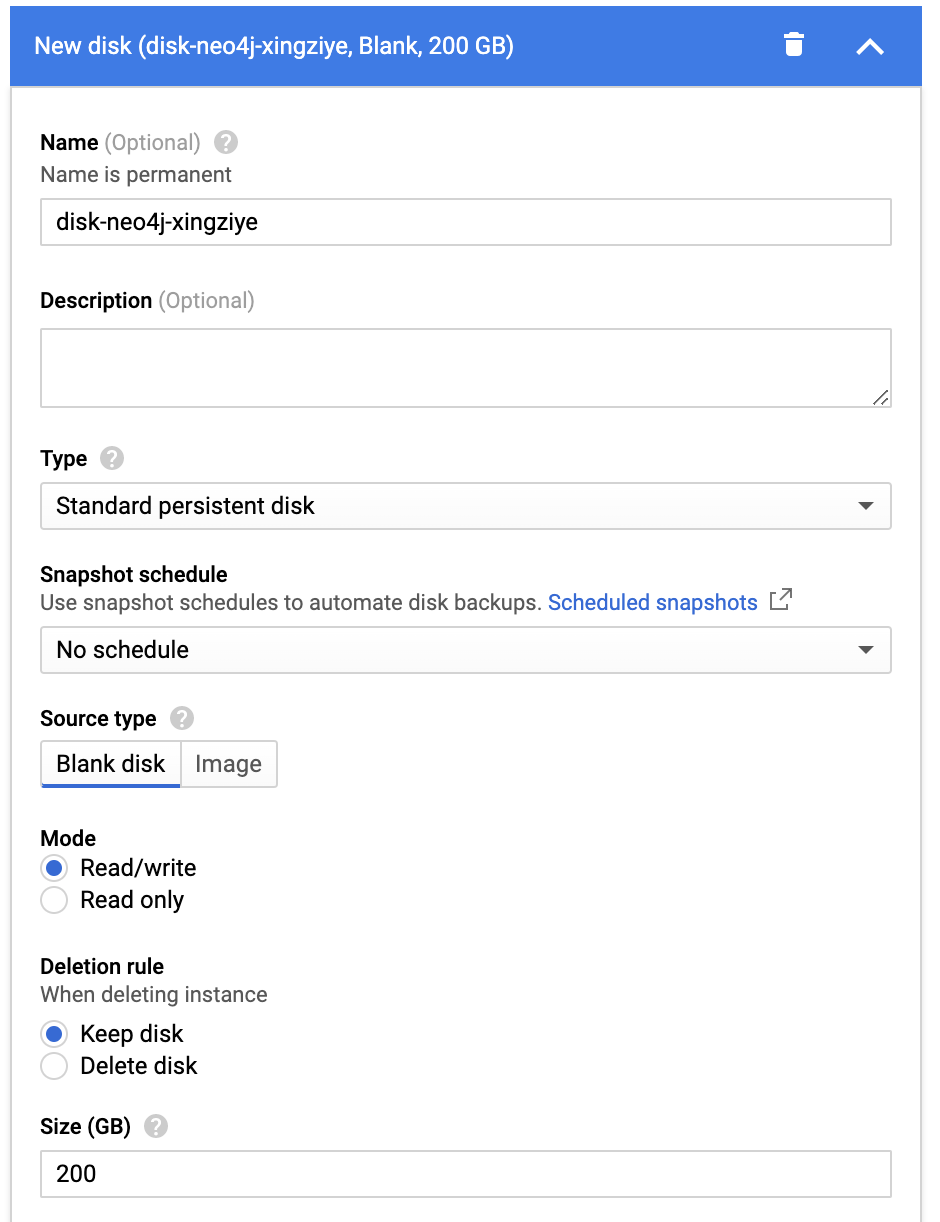 New disk (disk-neo4j-xingziye, Blank, 200 GB)
Name (Optional) ?
Name is permanent
disk-neo4j-xingziye
Description (Optional)
Type ?
Standard persistent disk
Snapshot schedule
Use snapshot schedules to automate disk backups. Scheduled snapshots
No schedule
Source type ?
Blank disk Image
Mode
Read/write
Read only
Deletion rule
When deleting instance
Keep disk
Delete disk
Size (GB) ?
200